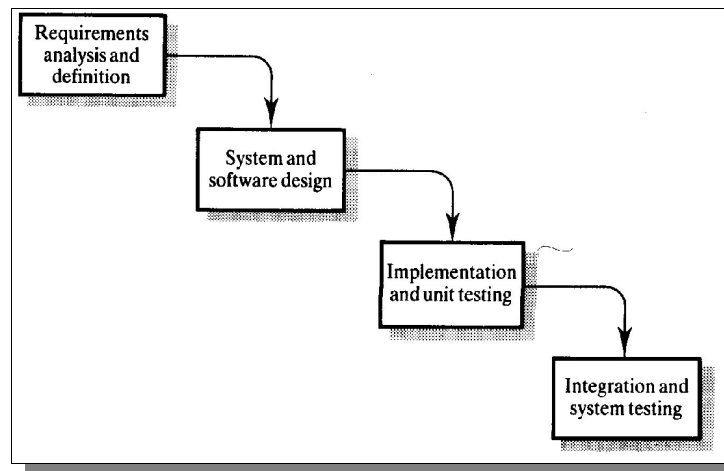 Requirements
analysis and
definition
System and
software design
Implementation
and unit testing
Integration and
system testing